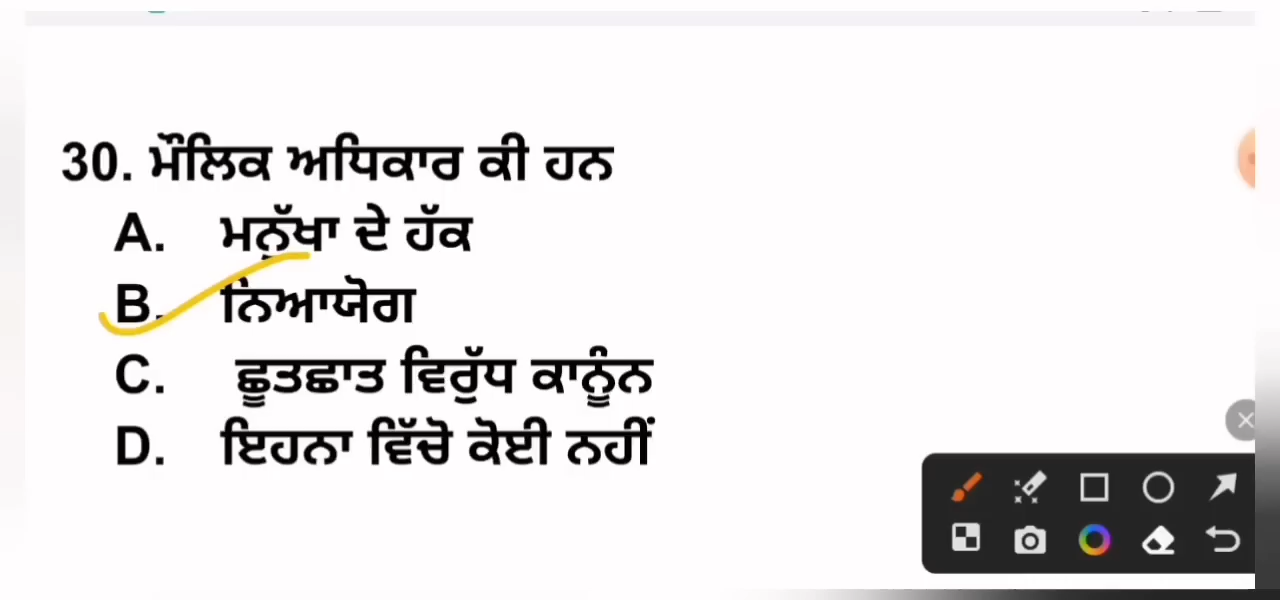 30. ਮੌਲਿਕ ਅਧਿਕਾਰ ਕੀ ਹਨ
A. ਮਨੁੱਖਾ ਦੇ ਹੱਕ
B. ਨਿਆਯੋਗ
C. ਛੂਤਛਾਤ ਵਿਰੁੱਧ ਕਾਨੂੰਨ
D. ਇਹਨਾ ਵਿੱਚੋ ਕੋਈ ਨਹੀਂ